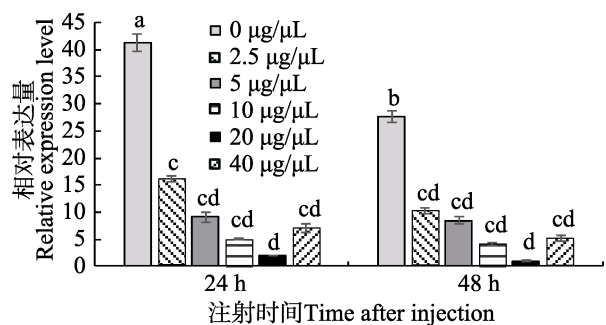 相对表达量
Relative expression level
45
40
35
30
25
20
15
10
5
0
a
c
cd
cd
d
cd
b
cd
cd
cd
d
cd
0 μg/μL
2.5 μg/μL
5 μg/μL
10 μg/μL
20 μg/μL
40 μg/μL
24 h
48 h
注射时间Time after injection